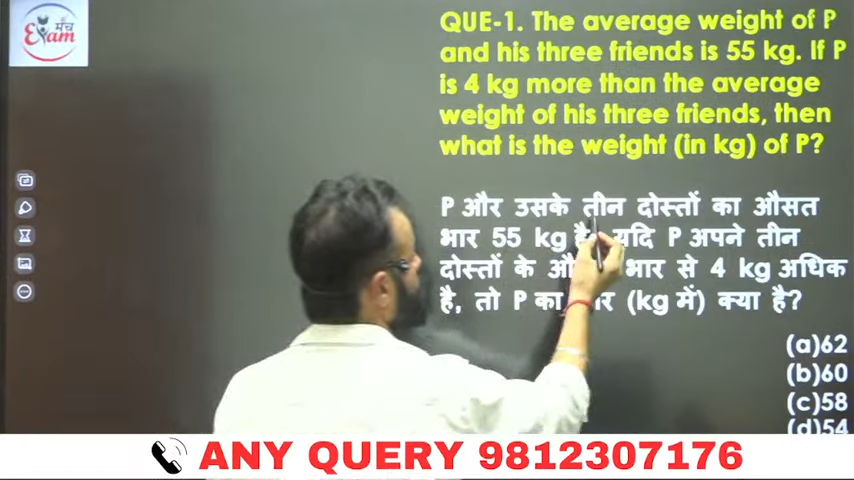 मंच
Exam
QUE-1. The average weight of P
and his three friends is 55 kg. If P
is 4 kg more than the average
weight of his three friends, then
what is the weight (in kg) of P?
P और उसके तीन दोस्तों का औसत
भार 55 kg है यदि P अपने तीन
दोस्तों के भार से 4 kg अधिक
है, तो P का (kg में) क्या है?
(a)62
(b)60
(c)58
(d)54
ANY QUERY 9812307176